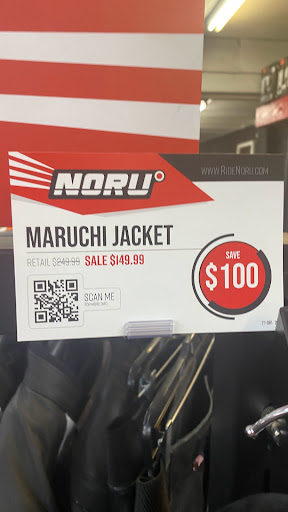 NORU
www.RideNoru.com
MARUCHI JACKET
RETAIL $249.99 SALE $149.99
SAVE
$100
SCAN ME